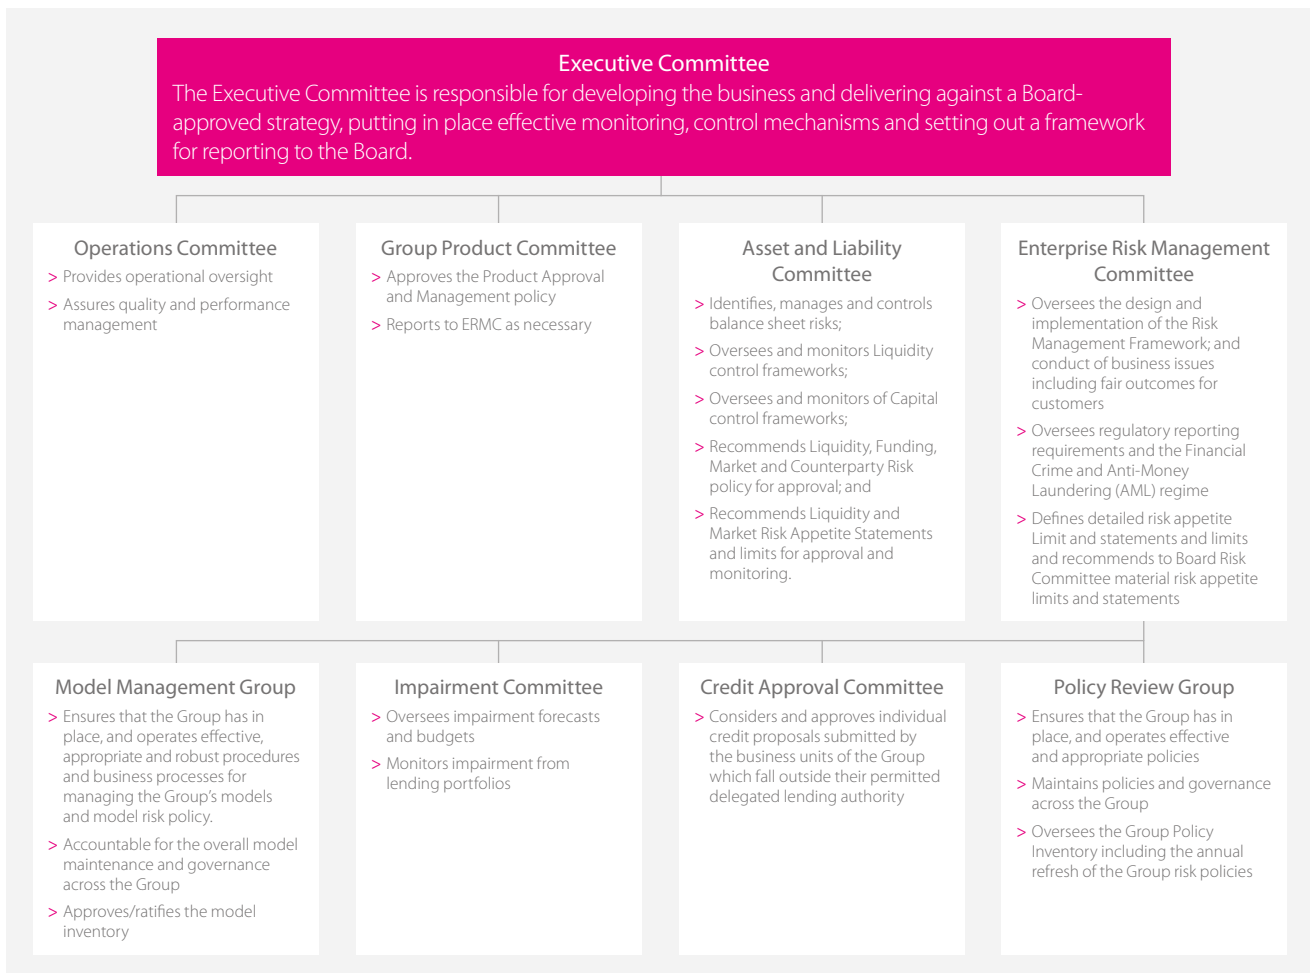 Executive Committee
The Executive Committee is responsible for developing the business and delivering against a Board-
approved strategy, putting in place effective monitoring, control mechanisms and setting out a framework
for reporting to the Board.
Operations Committee
> Provides operational oversight
> Assures quality and performance
management
Group Product Committee
> Approves the Product Approval
and Management policy
> Reports to ERMC as necessary
Asset and Liability
Committee
> Identifies, manages and controls
balance sheet risks;
> Oversees and monitors Liquidity
control frameworks;
> Oversees and monitors of Capital
control frameworks;
> Recommends Liquidity, Funding,
Market and Counterparty Risk
policy for approval; and
> Recommends Liquidity and
Market Risk Appetite Statements
and limits for approval and
monitoring.
Enterprise Risk Management
Committee
> Oversees the design and
implementation of the Risk
Management Framework; and
conduct of business issues
including fair outcomes for
customers
> Oversees regulatory reporting
requirements and the Financial
Crime and Anti-Money
Laundering (AML) regime
> Defines detailed risk appetite
Limit and statements and limits
and recommends to Board Risk
Committee material risk appetite
limits and statements
Model Management Group
> Ensures that the Group has in
place, and operates effective,
appropriate and robust procedures
and business processes for
managing the Group's models
and model risk policy.
> Accountable for the overall model
maintenance and governance
across the Group
> Approves/ratifies the model
inventory
Impairment Committee
> Oversees impairment forecasts
and budgets
> Monitors impairment from
lending portfolios
Credit Approval Committee
> Considers and approves individual
credit proposals submitted by
the business units of the Group
which fall outside their permitted
delegated lending authority
Policy Review Group
> Ensures that the Group has in
place, and operates effective
and appropriate policies
> Maintains policies and governance
across the Group
> Oversees the Group Policy
Inventory including the annual
refresh of the Group risk policies